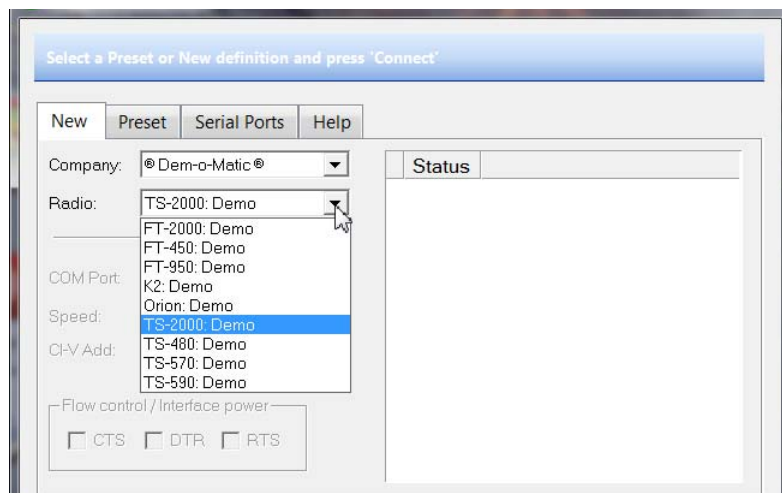 Select a Preset or New definition and press 'Connect'
New Preset Serial Ports Help
Company: ® Dem-o-Matic ® Status
Radio: TS-2000: Demo
FT-2000: Demo
FT-450: Demo
FT-950: Demo
COM Port: K2: Demo
Orion: Demo
Speed: TS-2000: Demo
CI-V Add: TS-480: Demo
TS-570: Demo
TS-590: Demo
Flow control / Interface power
CTS DTR RTS